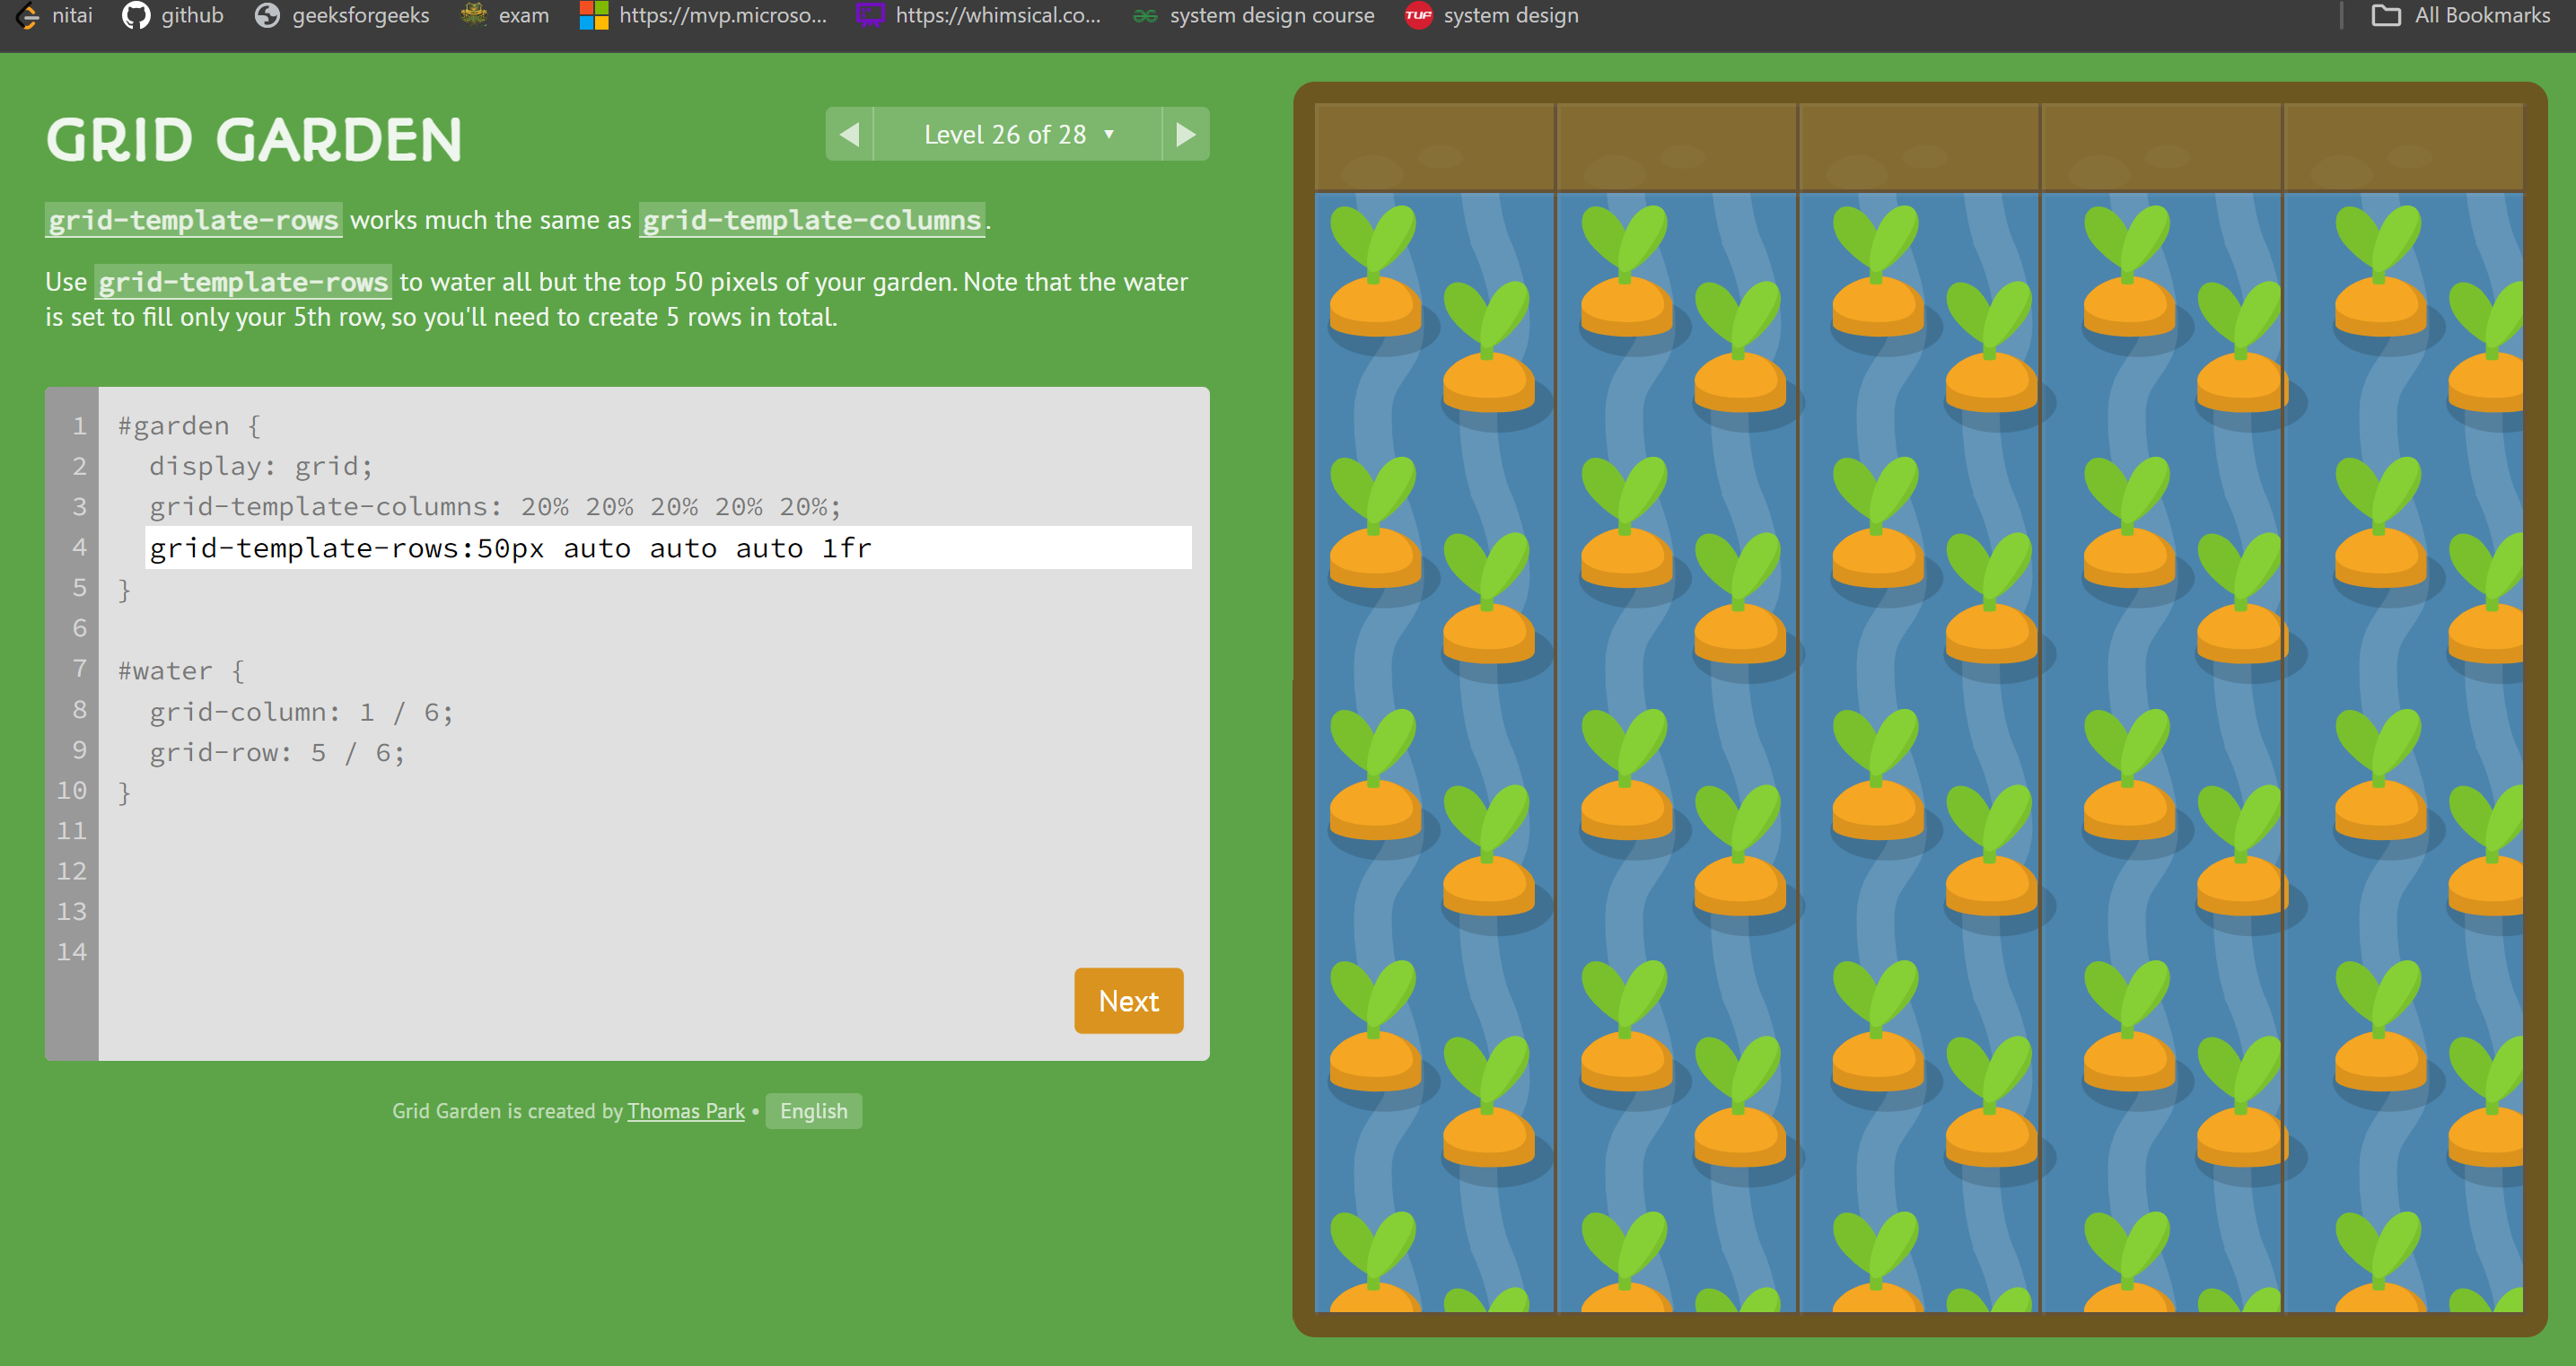 nitai github geeksforgeeks exam https://mvp.microso... https://whimsical.co... system design course TUF system design All Bookmarks
GRID GARDEN
Level 26 of 28 ▼
grid-template-rows works much the same as grid-template-columns.
Use grid-template-rows to water all but the top 50 pixels of your garden. Note that the water
is set to fill only your 5th row, so you'll need to create 5 rows in total.
1 #garden {
2 display: grid;
3 grid-template-columns: 20% 20% 20% 20% 20%;
4 grid-template-rows:50px auto auto auto 1fr
5 }
6
7 #water {
8 grid-column: 1 / 6;
9 grid-row: 5 / 6;
10 }
11
12
13
14
Next
Grid Garden is created by Thomas Park • English